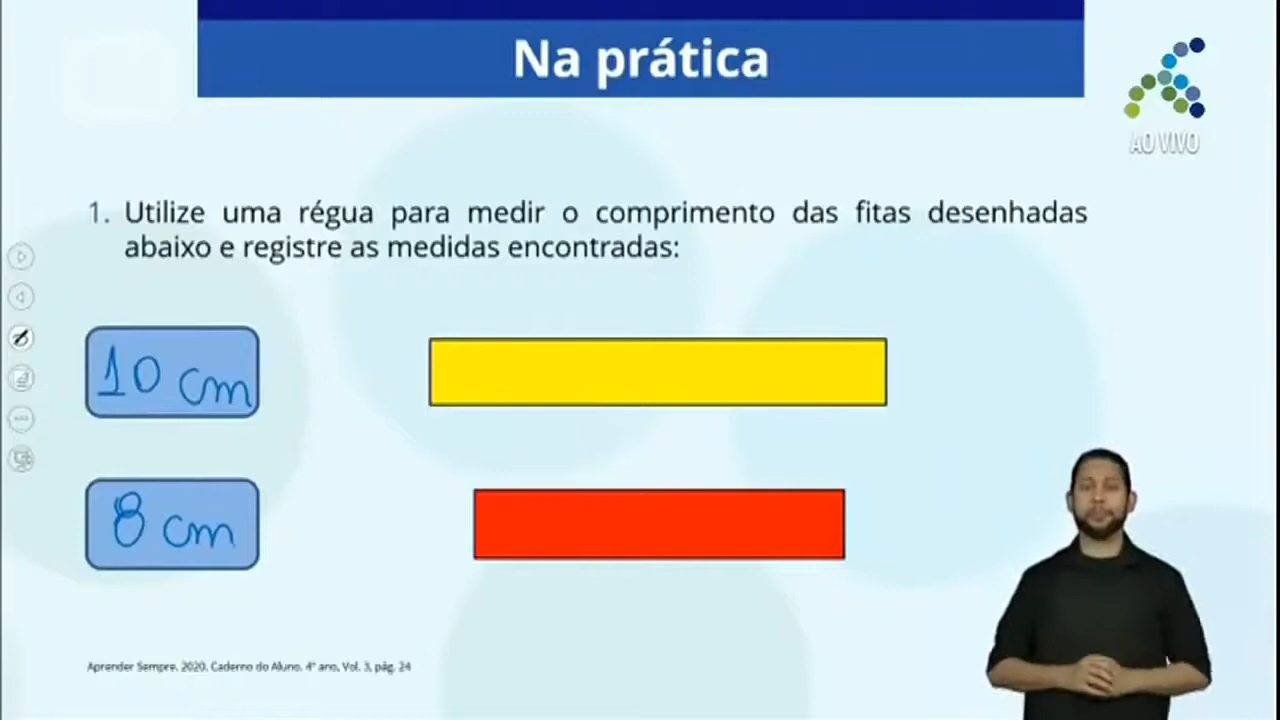 Na prática
AO VIVO
1. Utilize uma régua para medir o comprimento das fitas desenhadas
abaixo e registre as medidas encontradas:
10 cm
8 cm
Aprender Sempre. 2020. Caderno do Aluno. 4º ano, Vol. 3, pág. 24